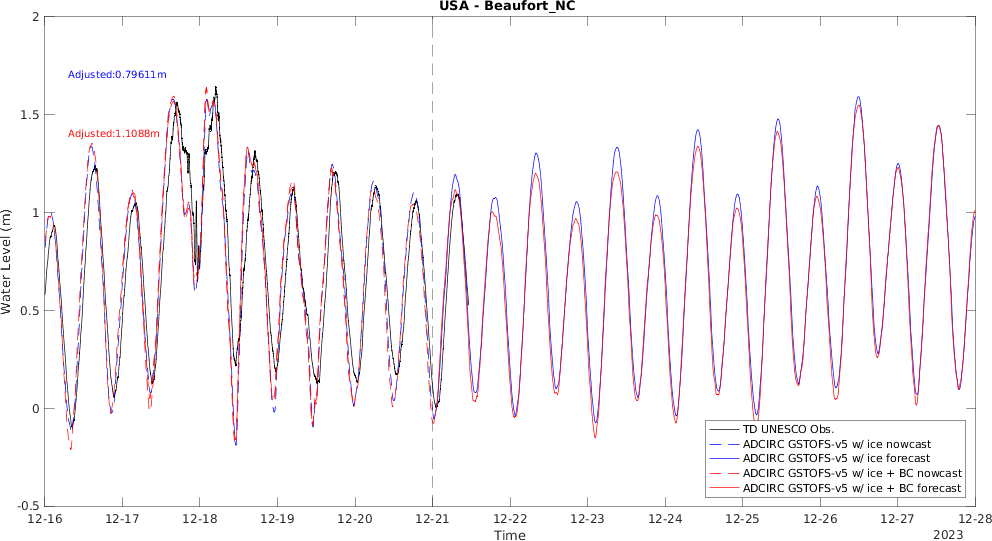 USA - Beaufort_NC
2
1.5
1
0.5
0
-0.5
Water Level (m)
Adjusted:0.79611m
Adjusted:1.1088m
TD UNESCO Obs.
ADCIRC GSTOFS-v5 w/ ice nowcast
ADCIRC GSTOFS-v5 w/ ice forecast
ADCIRC GSTOFS-v5 w/ ice + BC nowcast
ADCIRC GSTOFS-v5 w/ ice + BC forecast
12-16 12-17 12-18 12-19 12-20 12-21 12-22 12-23 12-24 12-25 12-26 12-27 12-28
Time
2023